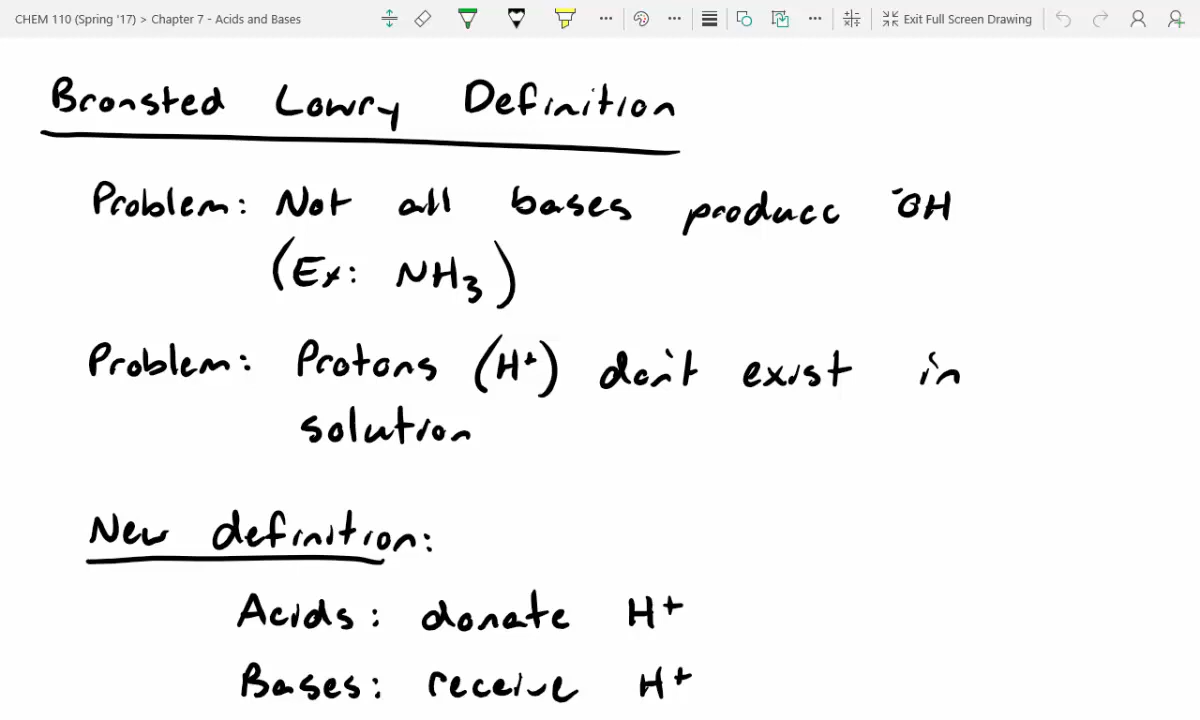 CHEM 110 (Spring '17) > Chapter 7 - Acids and Bases
Exit Full Screen Drawing
Bronsted Lowry Definition
Problem: Not all bases produce ⁻OH
(Ex: NH₃)
Problem: Protons (H⁺) don't exist in
solution
New definition:
Acids: donate H⁺
Bases: receive H⁺